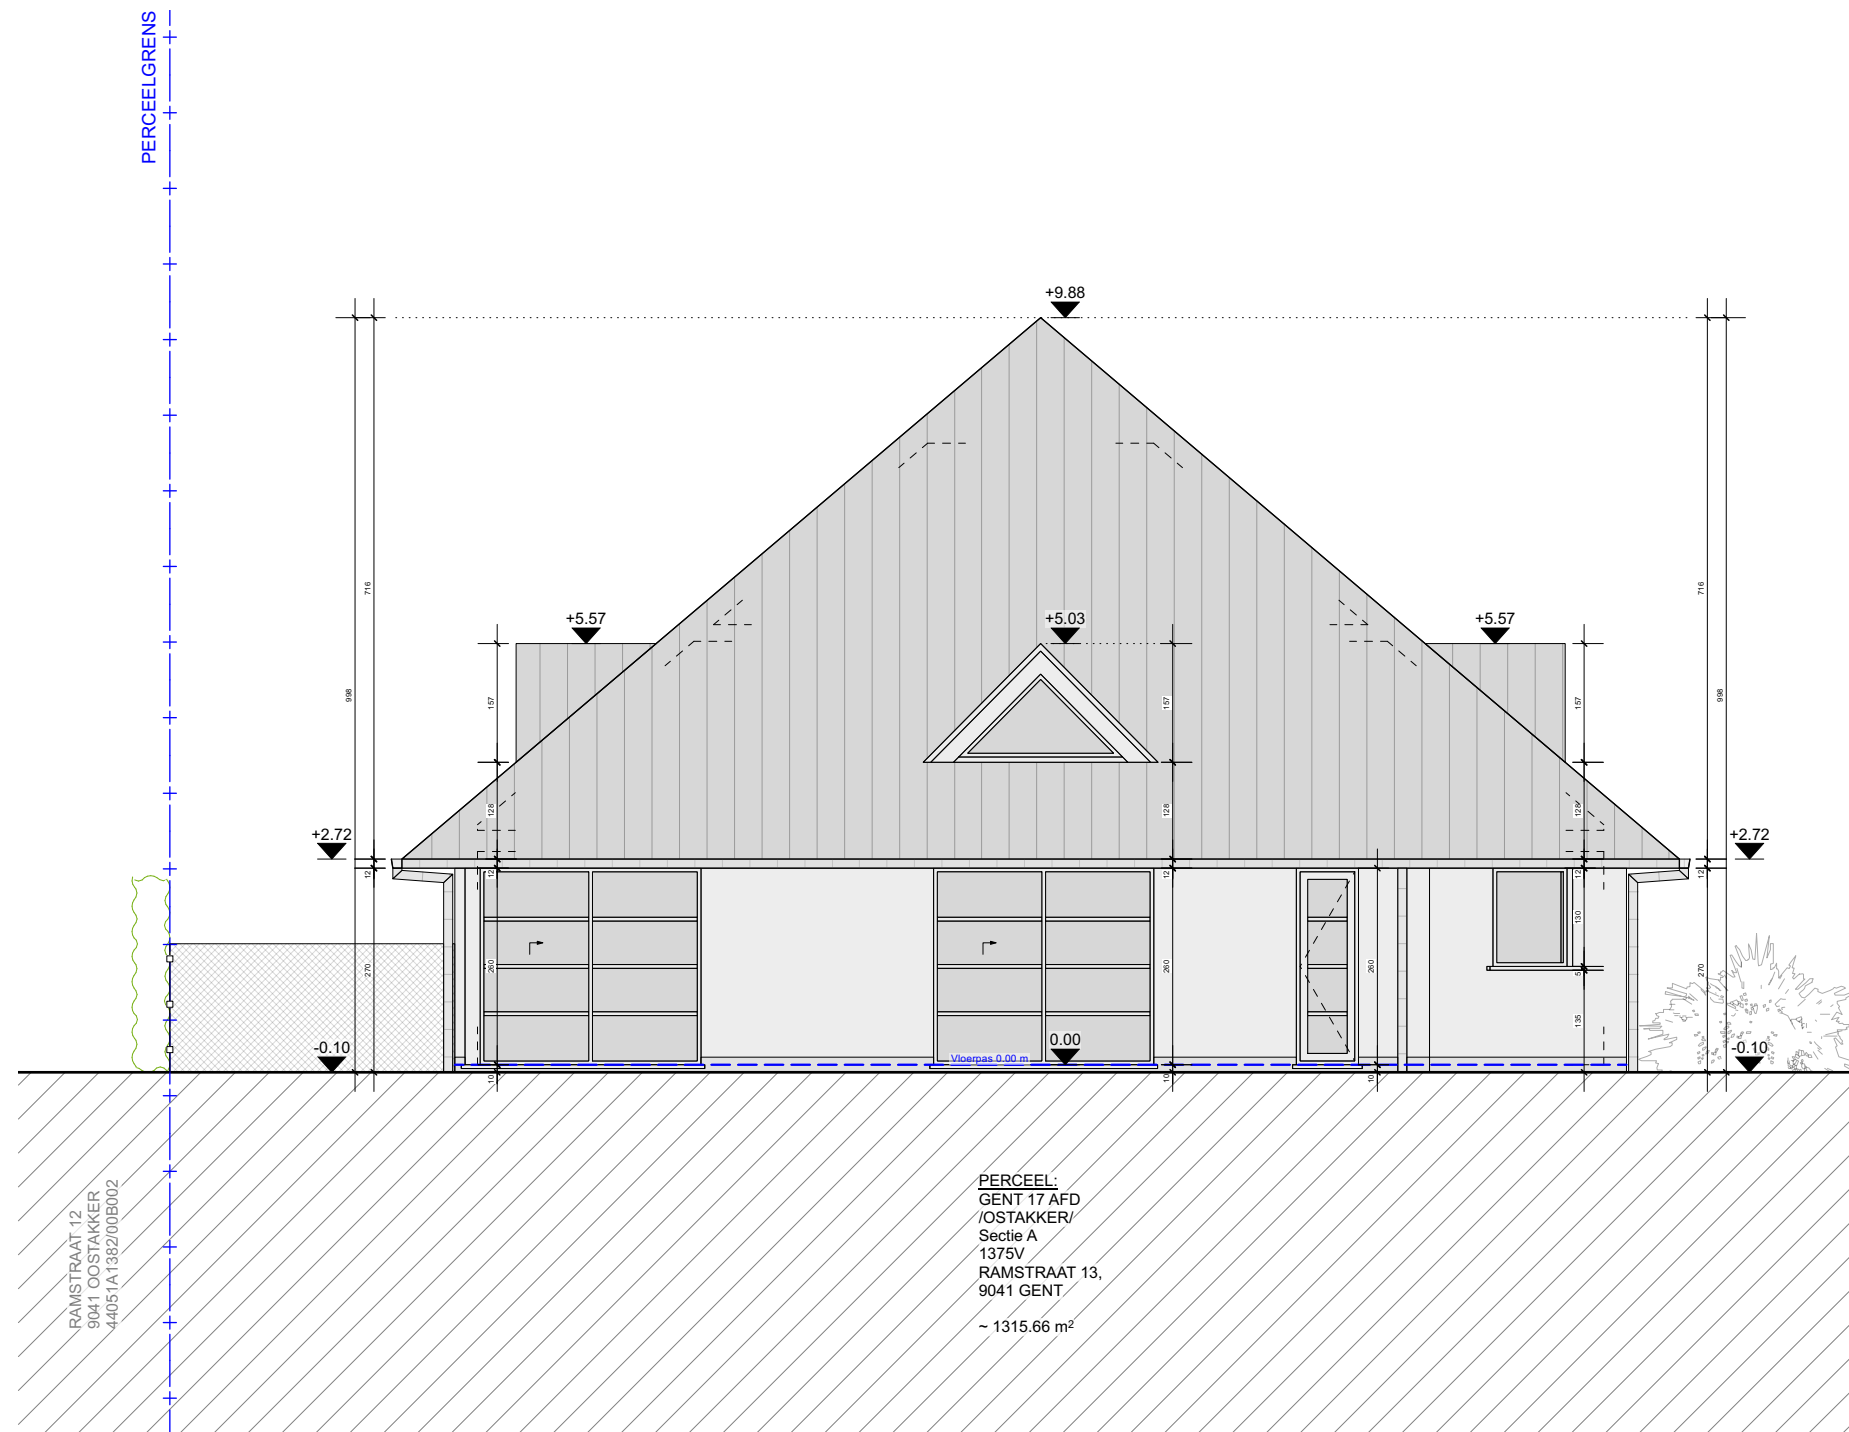 PERCEELGRENS
+9.88
716
716
+5.57
+5.03
+5.57
998
157
157
157
998
128
128
128
+2.72
+2.72
12
12
12
12
12
130
270
260
260
260
5
270
135
-0.10
0.00
-0.10
Vloerpas 0.00 m
10
10
10
RAMSTRAAT 12
9041 OOSTAKKER
44051A1382/00B002
PERCEEL:
GENT 17 AFD
/OSTAKKER/
Sectie A
1375V
RAMSTRAAT 13,
9041 GENT
~ 1315.66 m²